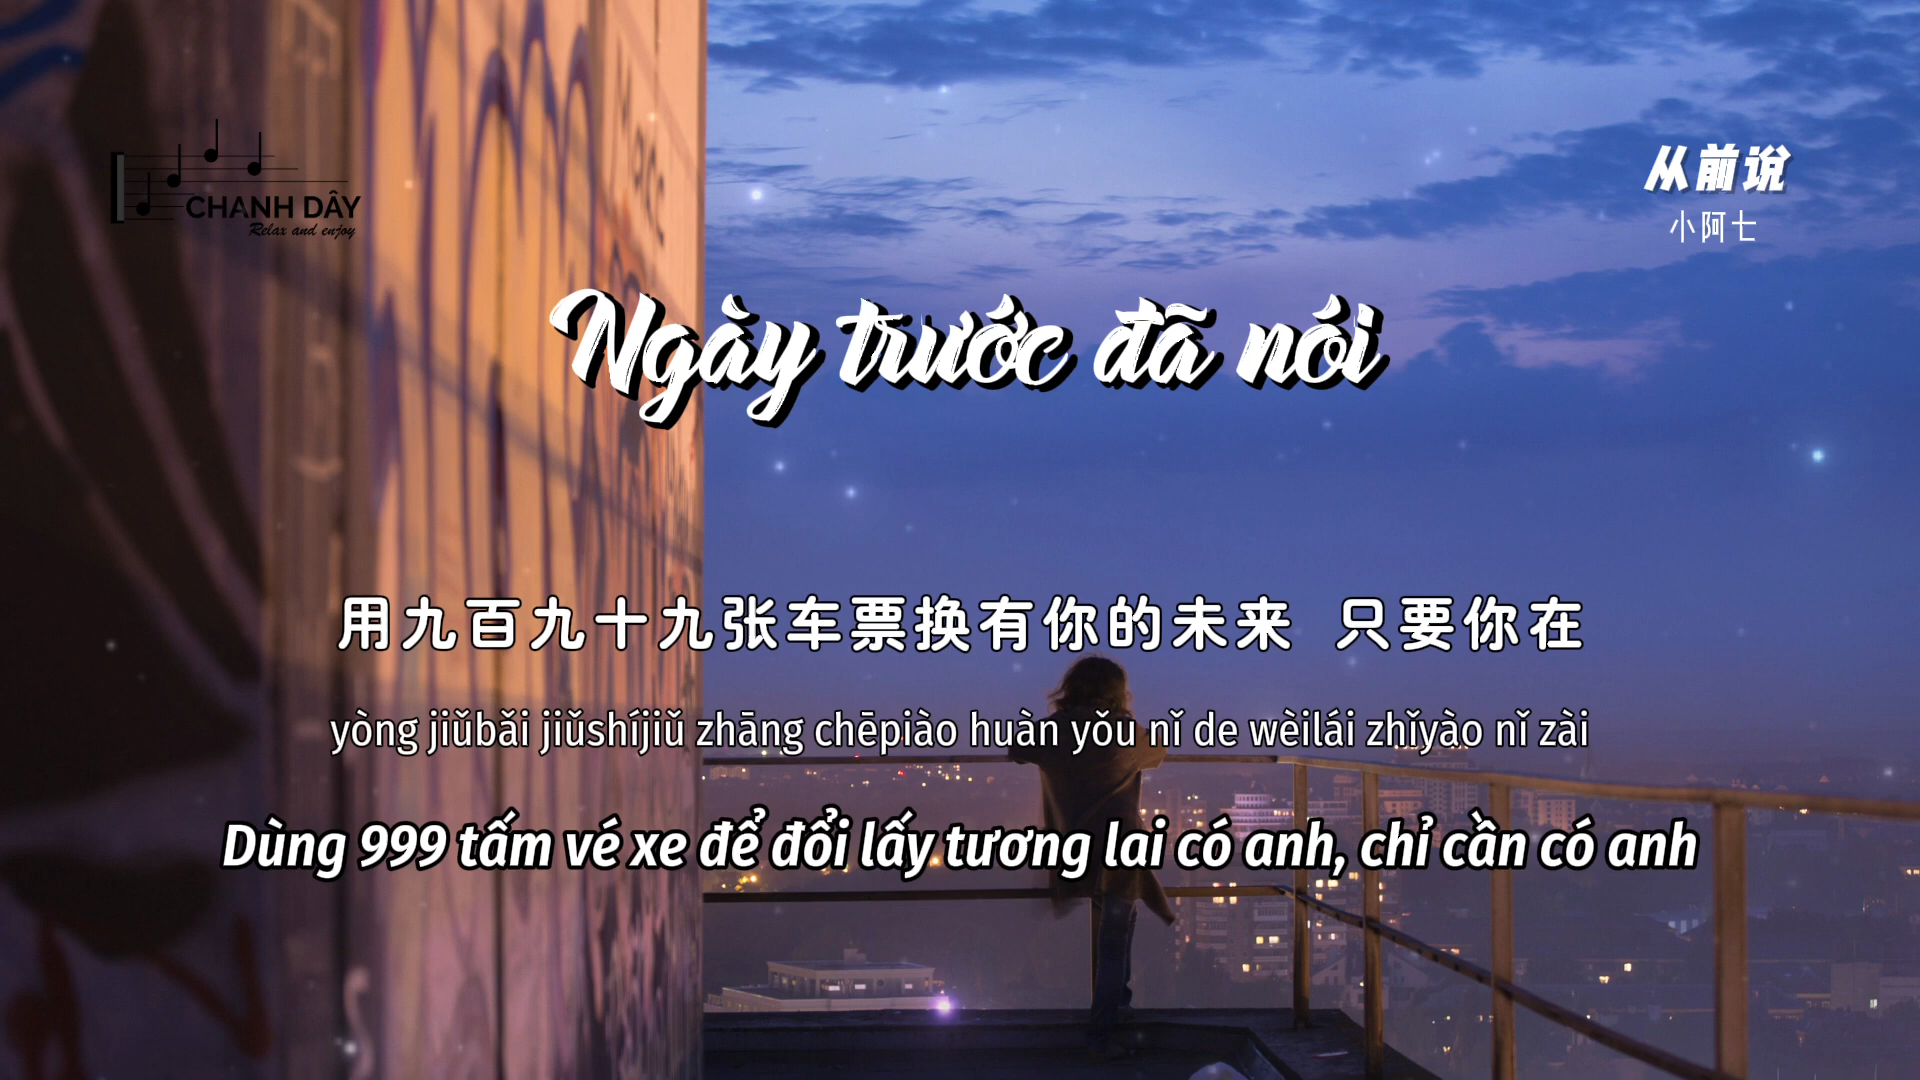 CHANH DÂY
Relax and enjoy
从前说
小阿七
Ngày trước đã nói
用九百九十九张车票换有你的未来 只要你在
yòng jiǔbǎi jiǔshíjiǔ zhāng chēpiào huàn yǒu nǐ de wèilái zhǐyào nǐ zài
Dùng 999 tấm vé xe để đổi lấy tương lai có anh, chỉ cần có anh